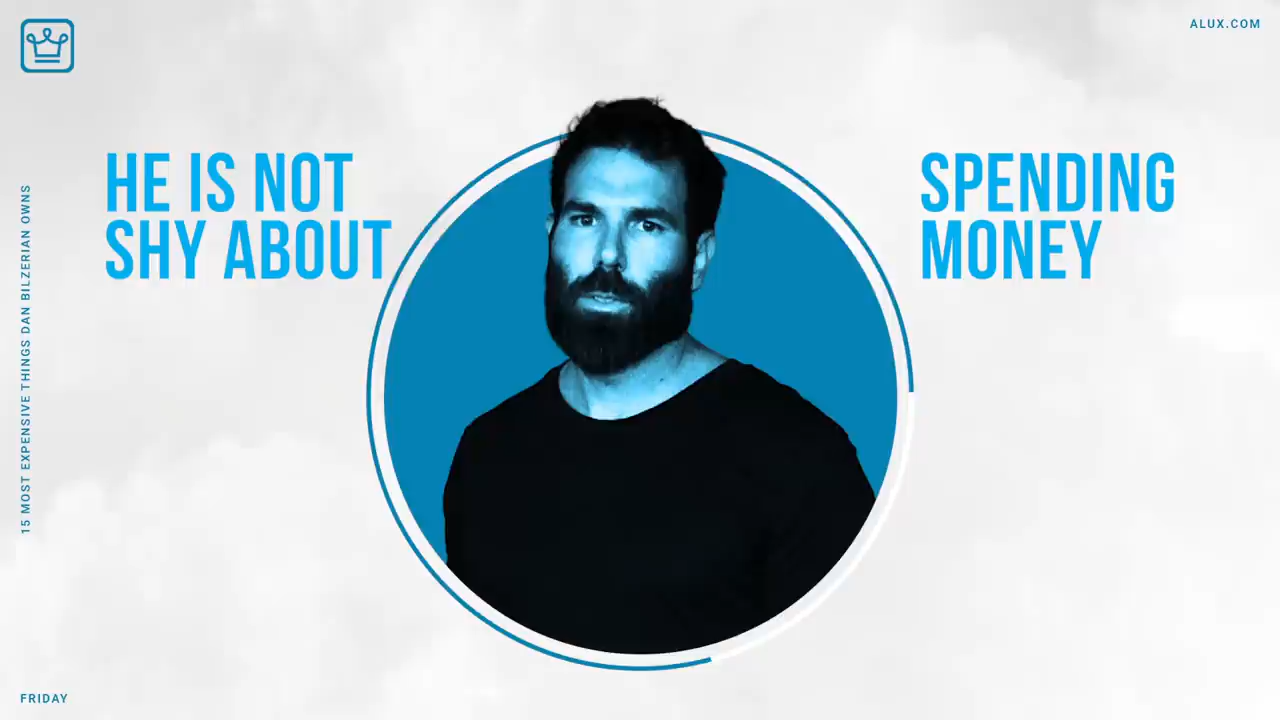 ALUX.COM
HE IS NOT
SHY ABOUT
SPENDING
MONEY
15 MOST EXPENSIVE THINGS DAN BILZERIAN OWNS
FRIDAY